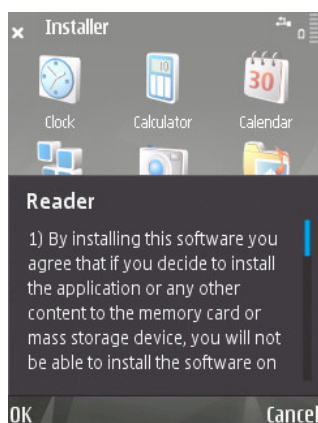 Installer
Clock Calculator Calendar
10
30
Reader
1) By installing this software you
agree that if you decide to install
the application or any other
content to the memory card or
mass storage device, you will not
be able to install the software on
OK Cancel